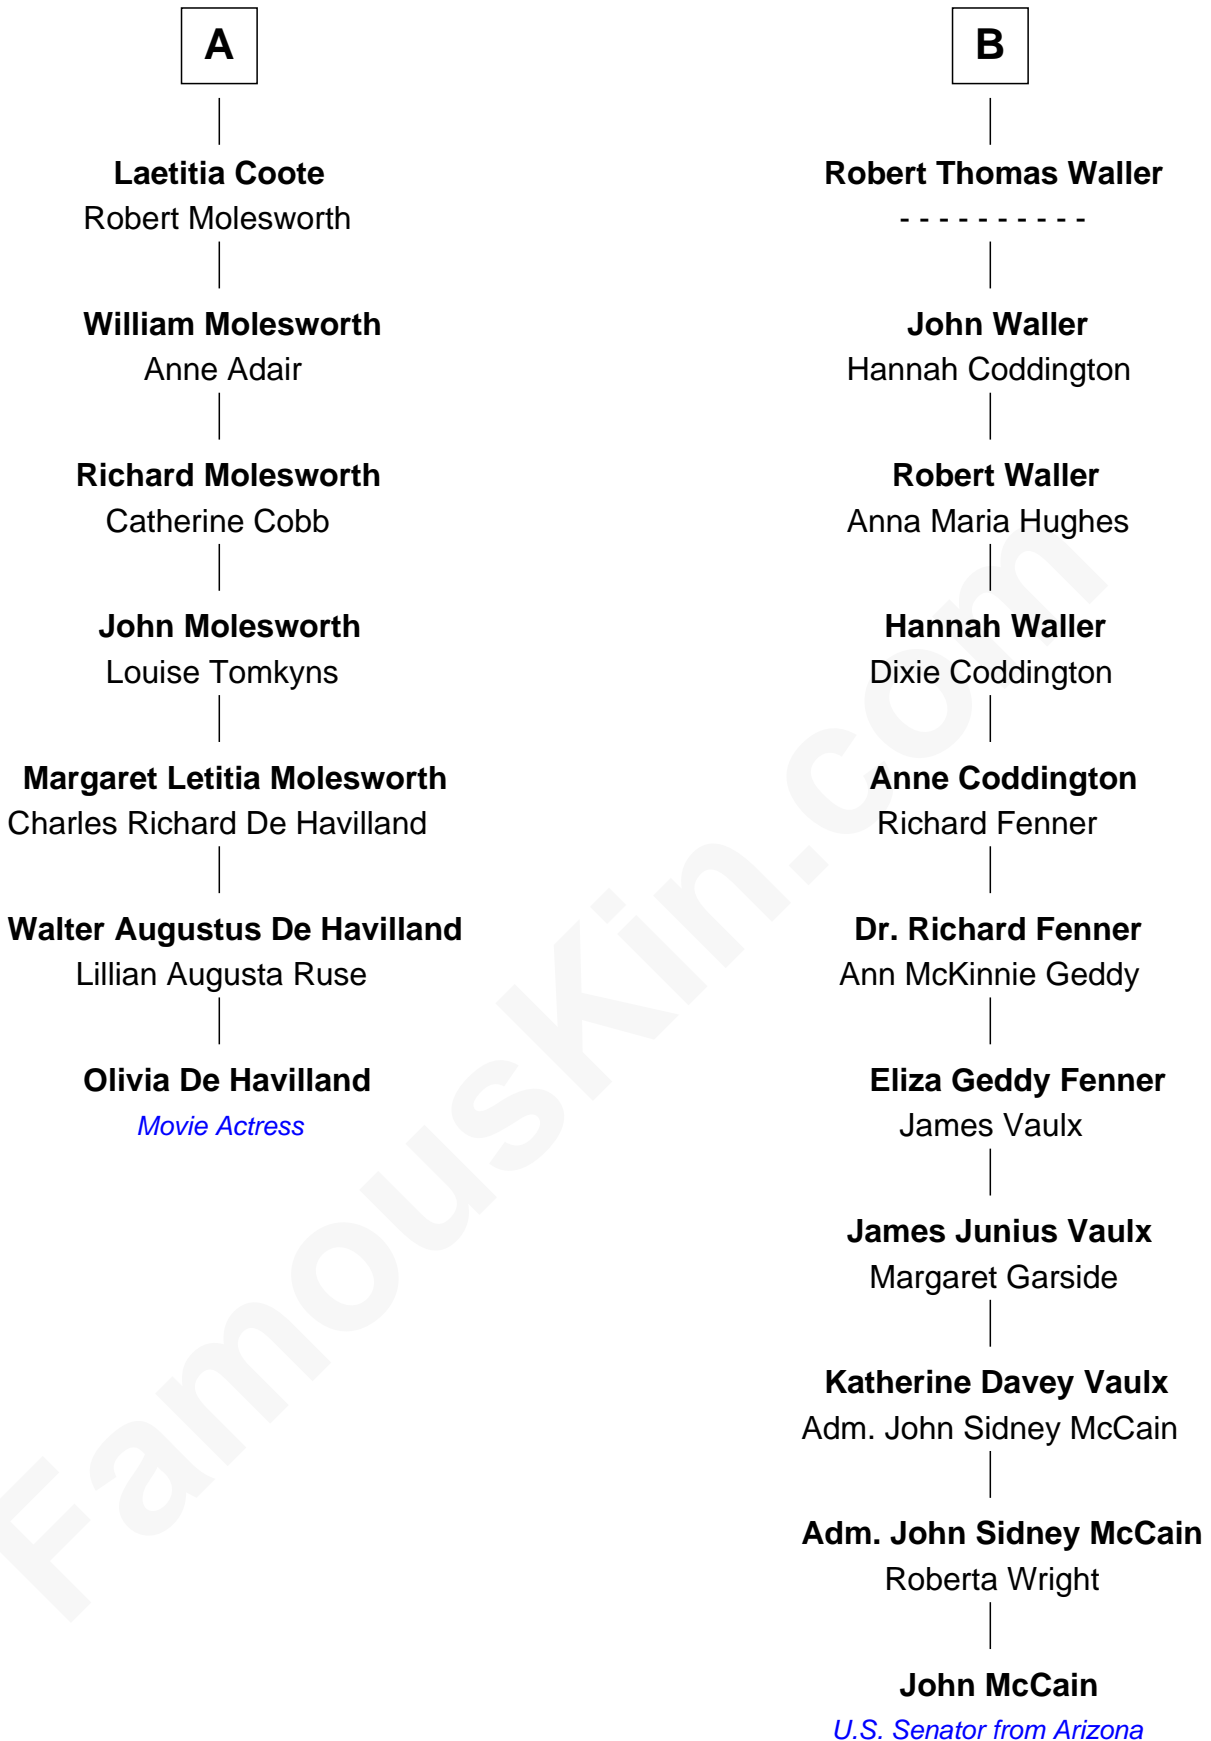 A
Laetitia Coote
Robert Molesworth
William Molesworth
Anne Adair
Richard Molesworth
Catherine Cobb
John Molesworth
Louise Tomkyns
Margaret Letitia Molesworth
Charles Richard De Havilland
Walter Augustus De Havilland
Lillian Augusta Ruse
Olivia De Havilland
Movie Actress
B
Robert Thomas Waller
- - - - - - - - - -
John Waller
Hannah Coddington
Robert Waller
Anna Maria Hughes
Hannah Waller
Dixie Coddington
Anne Coddington
Richard Fenner
Dr. Richard Fenner
Ann McKinnie Geddy
Eliza Geddy Fenner
James Vaulx
James Junius Vaulx
Margaret Garside
Katherine Davey Vaulx
Adm. John Sidney McCain
Adm. John Sidney McCain
Roberta Wright
John McCain
U.S. Senator from Arizona
FamousKin.com